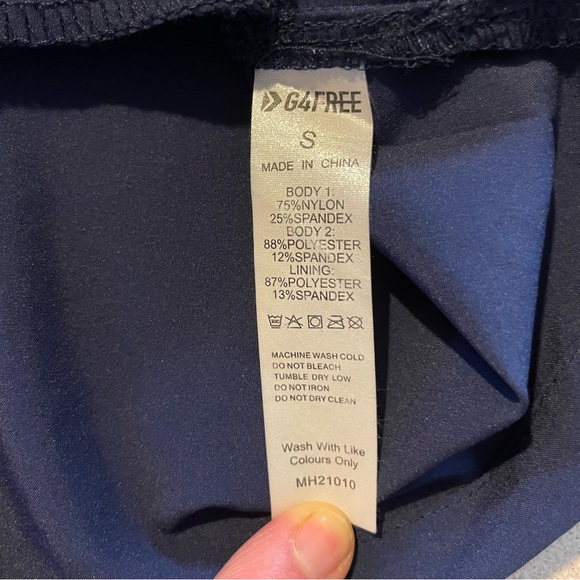 G4FREE
S
MADE IN CHINA
BODY 1:
75%NYLON
25%SPANDEX
BODY 2:
88%POLYESTER
12%SPANDEX
LINING:
87%POLYESTER
13%SPANDEX
MACHINE WASH COLD
DO NOT BLEACH
TUMBLE DRY LOW
DO NOT IRON
DO NOT DRY CLEAN
Wash With Like
Colours Only
MH21010